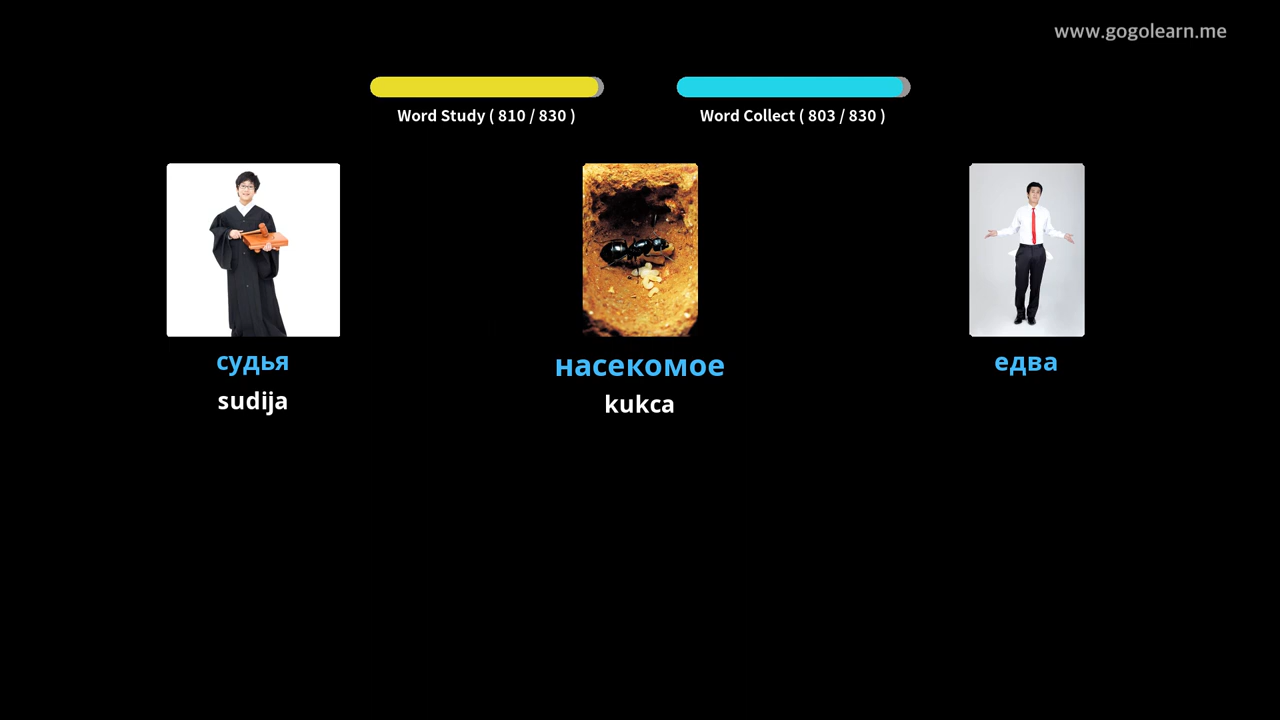 www.gogolearn.me
Word Study ( 810 / 830 )
Word Collect ( 803 / 830 )
судья
насекомое
едва
sudija
kukca